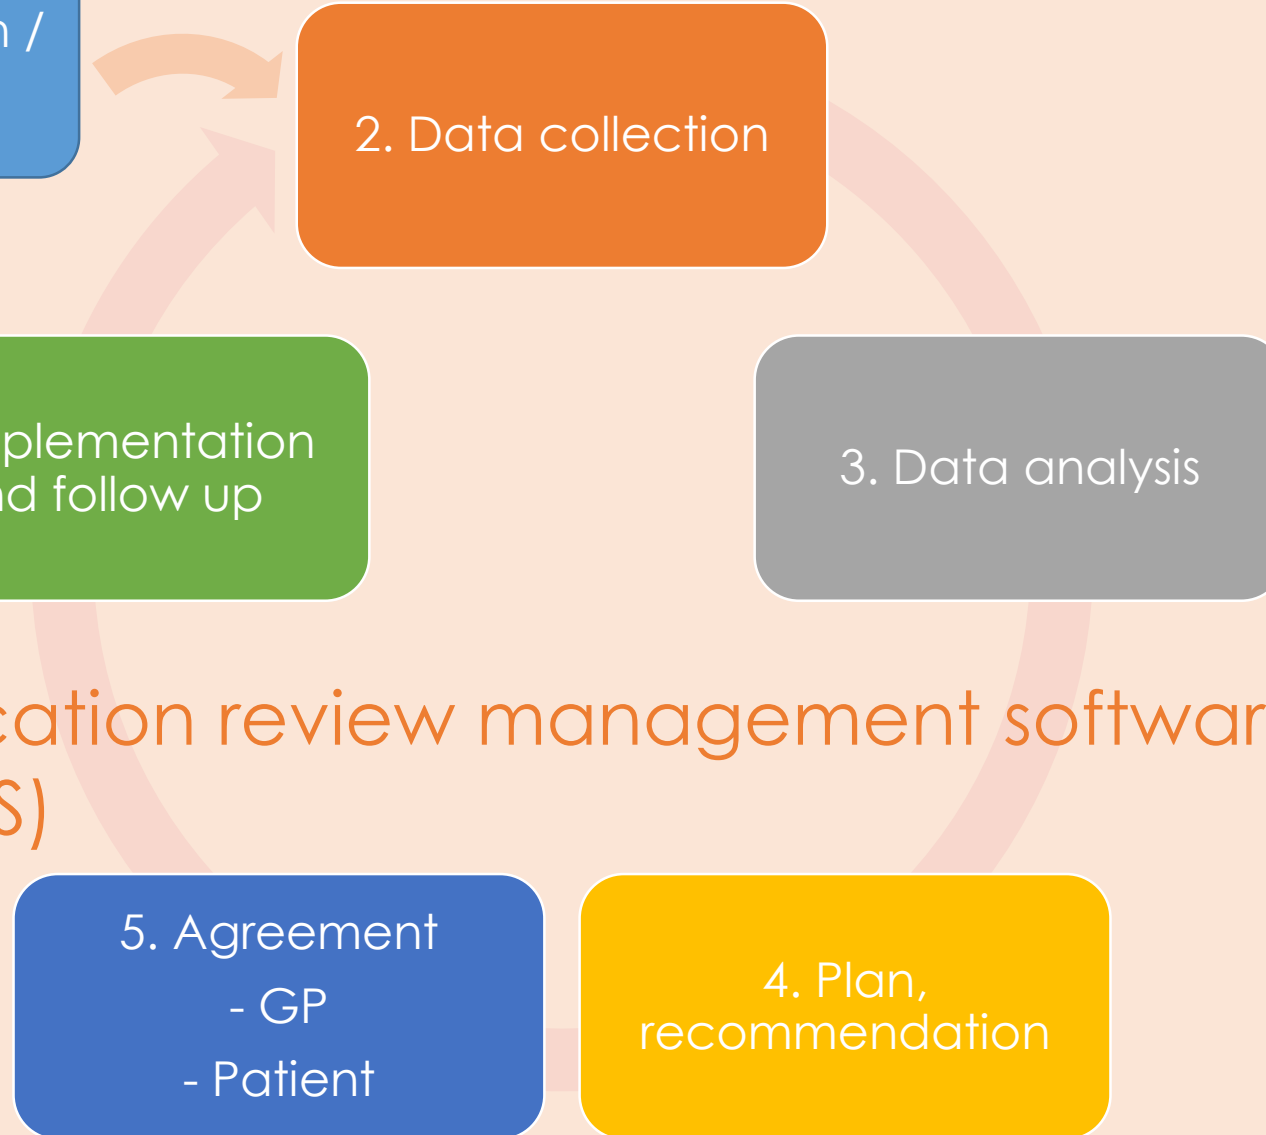 n /
2. Data collection
plementation
nd follow up
3. Data analysis
cation review management softwar
S)
5. Agreement
- GP
- Patient
4. Plan,
recommendation